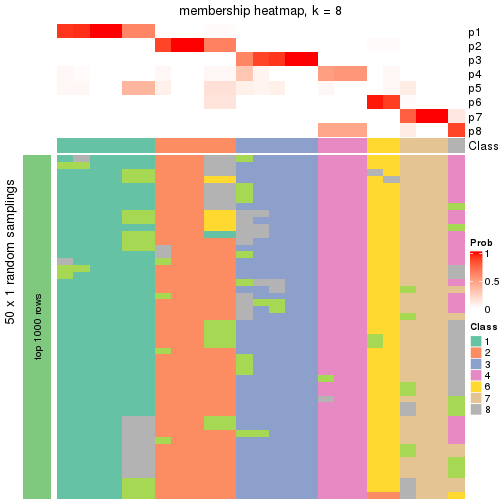 membership heatmap, k = 8
p1
p2
p3
p4
p5
p6
p7
p8
Class
50 x 1 random samplings
top 1000 rows
Prob
1
0.5
0
Class
1
2
3
4
6
7
8